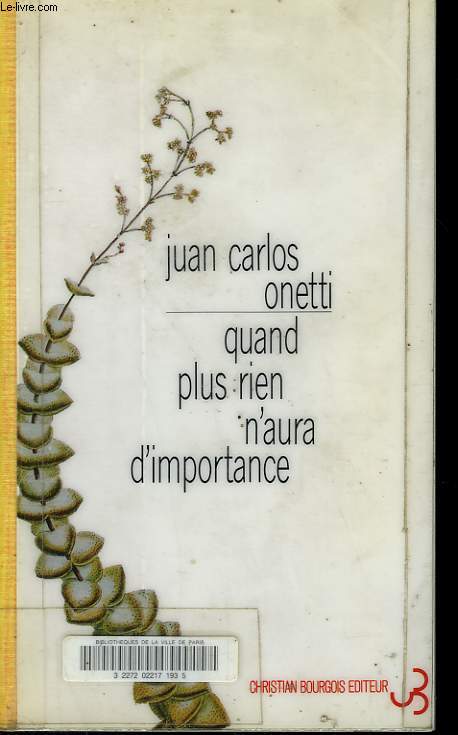 Le-livre.com
juan carlos
onetti
quand
plus rien
n'aura
d'importance
BIBLIOTHEQUES DE LA VILLE DE PARIS
3 2272 02217 193 5
CHRISTIAN BOURGOIS EDITEUR